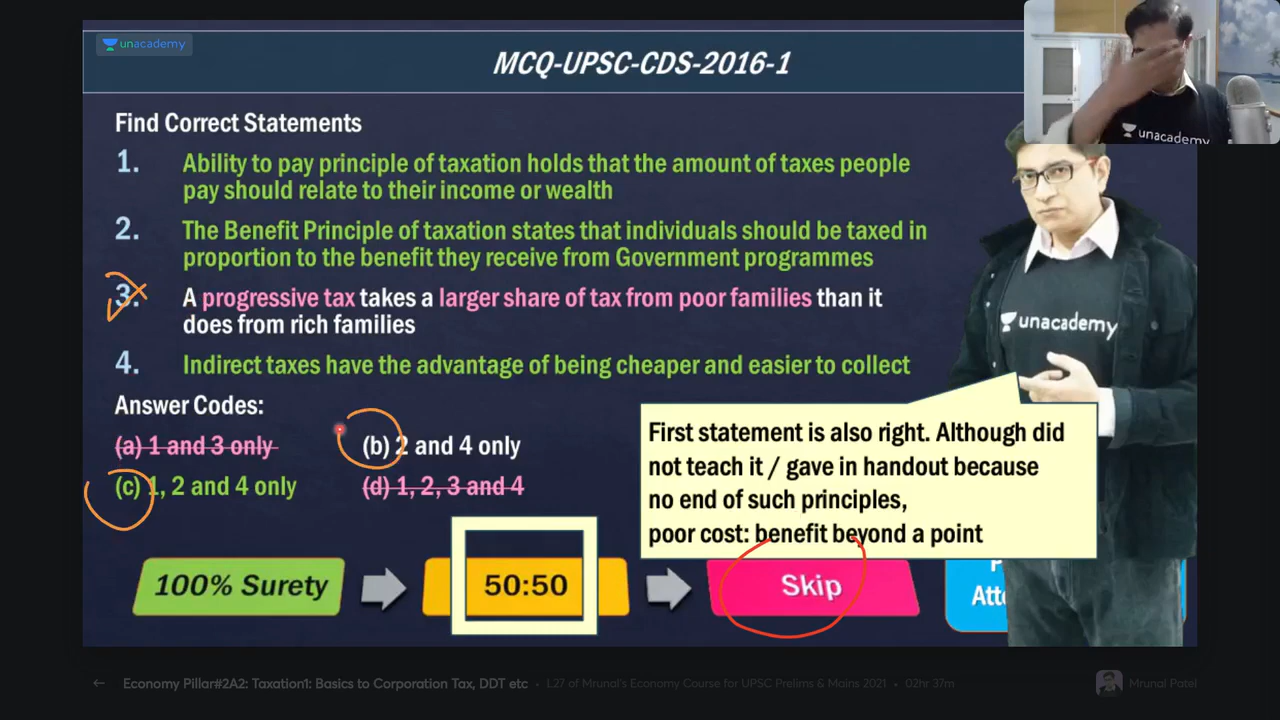 unacademy
MCQ-UPSC-CDS-2016-1
unacademy
Find Correct Statements
1. Ability to pay principle of taxation holds that the amount of taxes people
pay should relate to their income or wealth
2. The Benefit Principle of taxation states that individuals should be taxed in
proportion to the benefit they receive from Government programmes
3. A progressive tax takes a larger share of tax from poor families than it
does from rich families
unacademy
4. Indirect taxes have the advantage of being cheaper and easier to collect
Answer Codes:
(a) 1 and 3 only (b) 2 and 4 only
(c) 1, 2 and 4 only (d) 1, 2, 3 and 4
First statement is also right. Although did
not teach it / gave in handout because
no end of such principles,
poor cost: benefit beyond a point
100% Surety 50:50 Skip
Economy Pillar#2A2: Taxation1: Basics to Corporation Tax, DDT etc • L27 of Mrunal's Economy Course for UPSC Prelims & Mains 2021 • 02hr 37m
Mrunal Patel